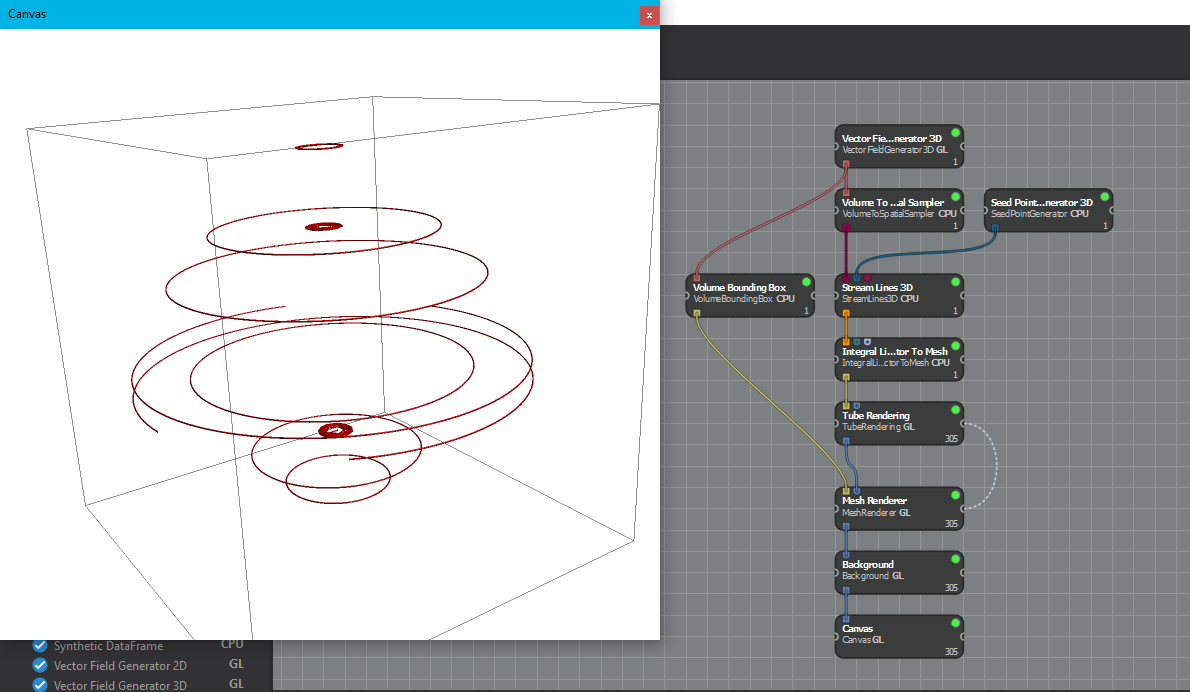 Canvas
x
Vector Fie...nerator 3D
Vector FieldGenerator 3D GL
1
Volume To ...al Sampler
VolumeToSpatialSampler CPU
1
Seed Point...nerator 3D
SeedPointGenerator CPU
1
Volume Bounding Box
VolumeBoundingBox CPU
1
Stream Lines 3D
StreamLines3D CPU
1
Integral Li...tor To Mesh
IntegralLi...ctorToMesh CPU
1
Tube Rendering
TubeRendering GL
305
Mesh Renderer
MeshRenderer GL
305
Background
Background GL
305
Canvas
Canvas GL
305
Synthetic DataFrame CPU
Vector Field Generator 2D GL
Vector Field Generator 3D GL